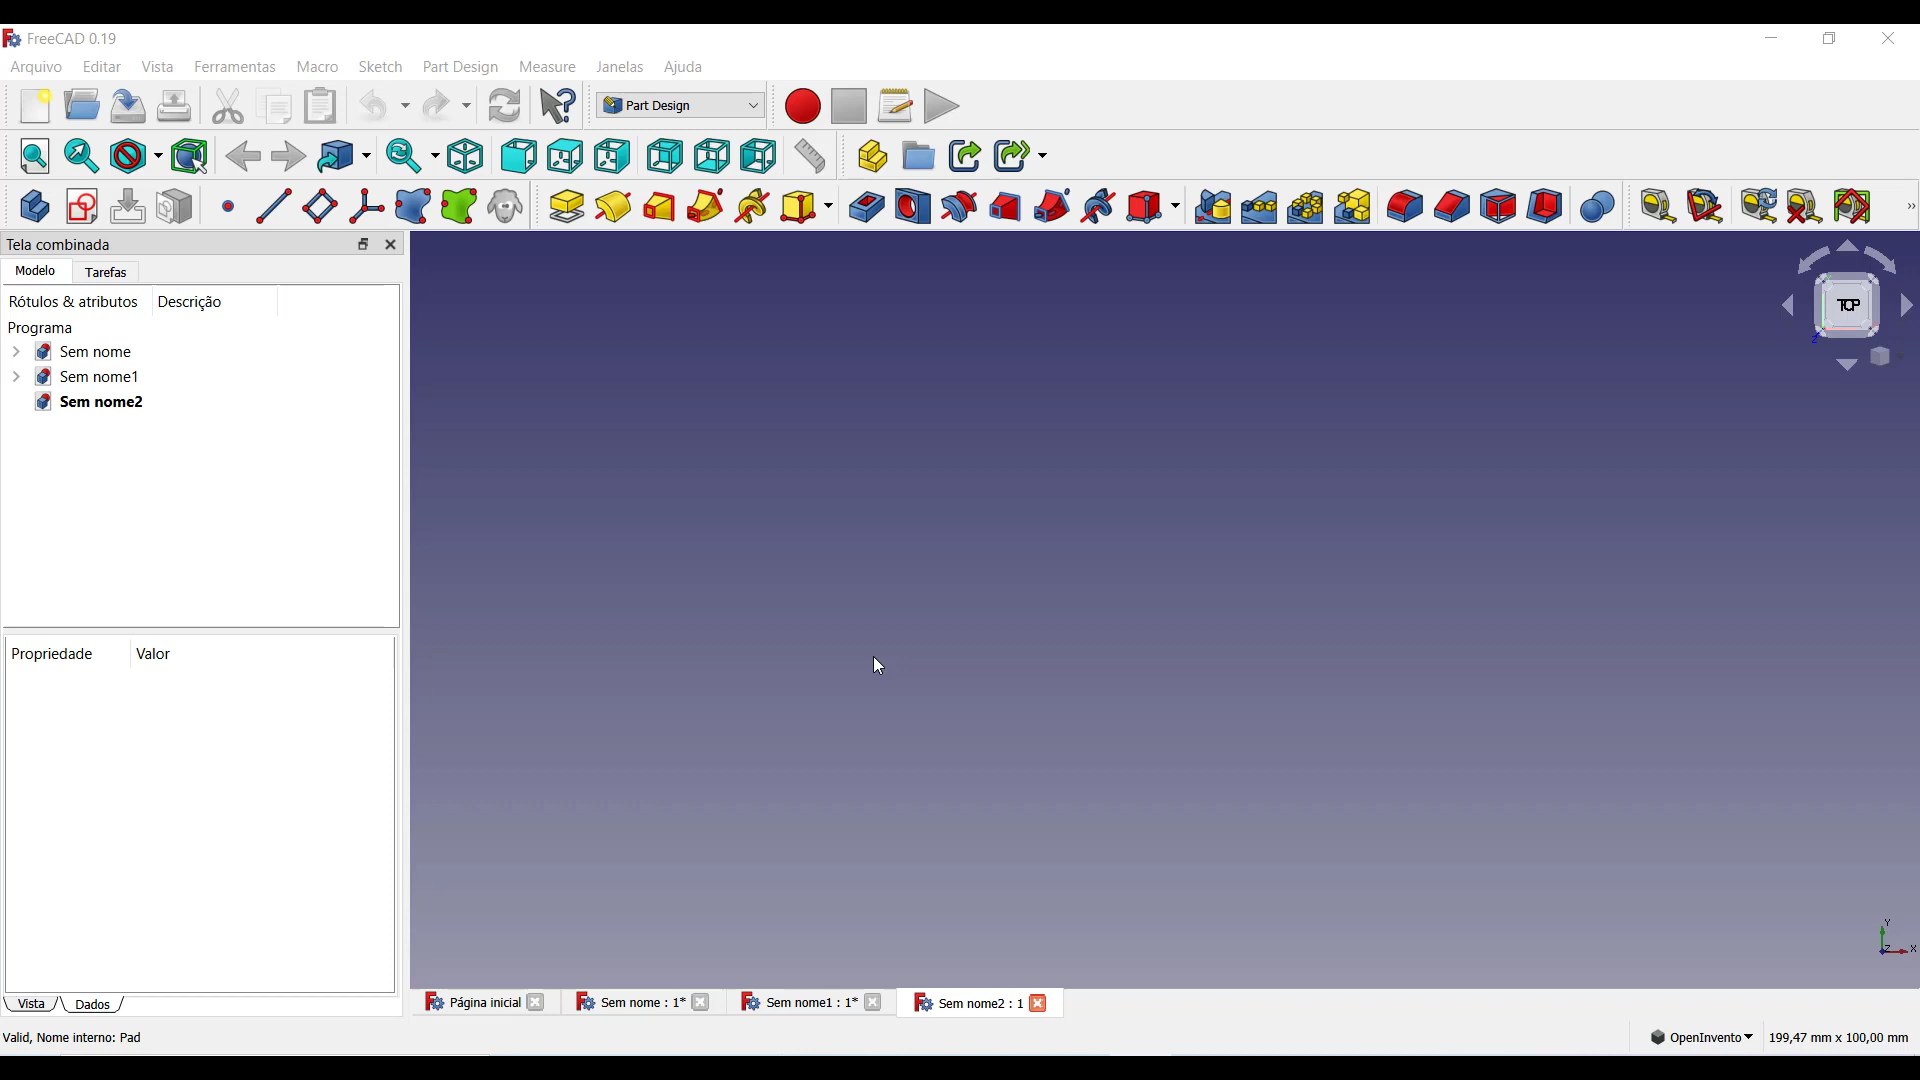 FreeCAD 0.19
Arquivo Editar Vista Ferramentas Macro Sketch Part Design Measure Janelas Ajuda
Part Design
Tela combinada
Modelo Tarefas
Rótulos & atributos Descrição
Programa
Sem nome
Sem nome1
Sem nome2
TOP
Z
Propriedade Valor
Y
Z X
Vista Dados
Página inicial Sem nome : 1* Sem nome1 : 1* Sem nome2 : 1
Valid, Nome interno: Pad
OpenInvento 199,47 mm x 100,00 mm